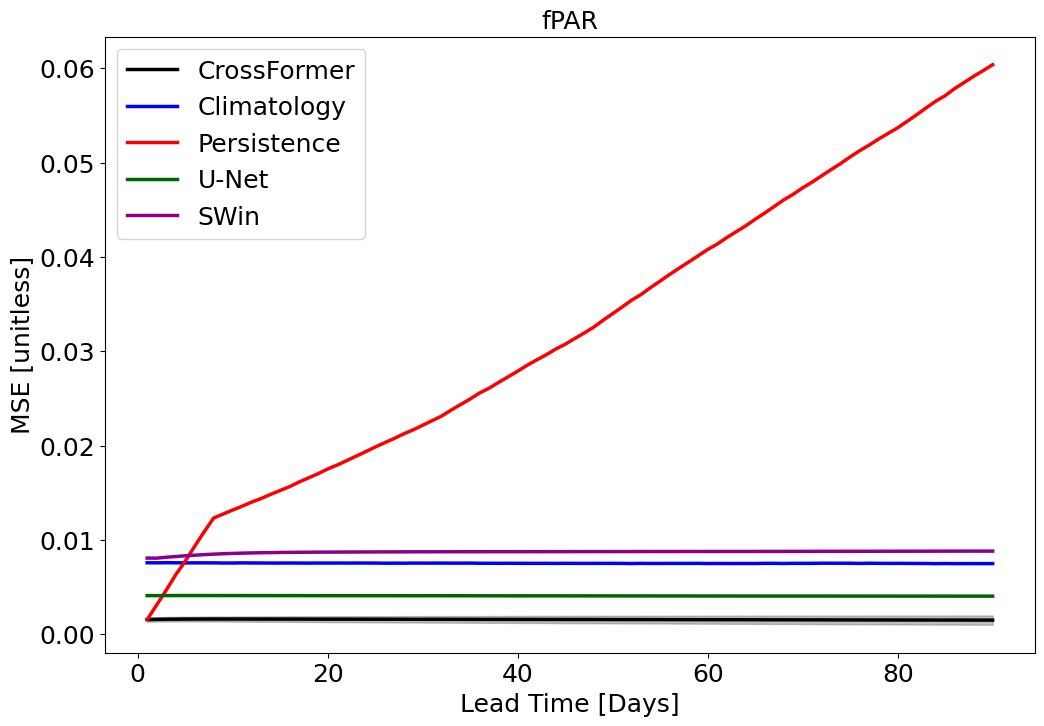 fPAR
CrossFormer
Climatology
Persistence
U-Net
SWin
0.06
0.05
0.04
0.03
0.02
0.01
0.00
MSE [unitless]
0
20
40
60
80
Lead Time [Days]